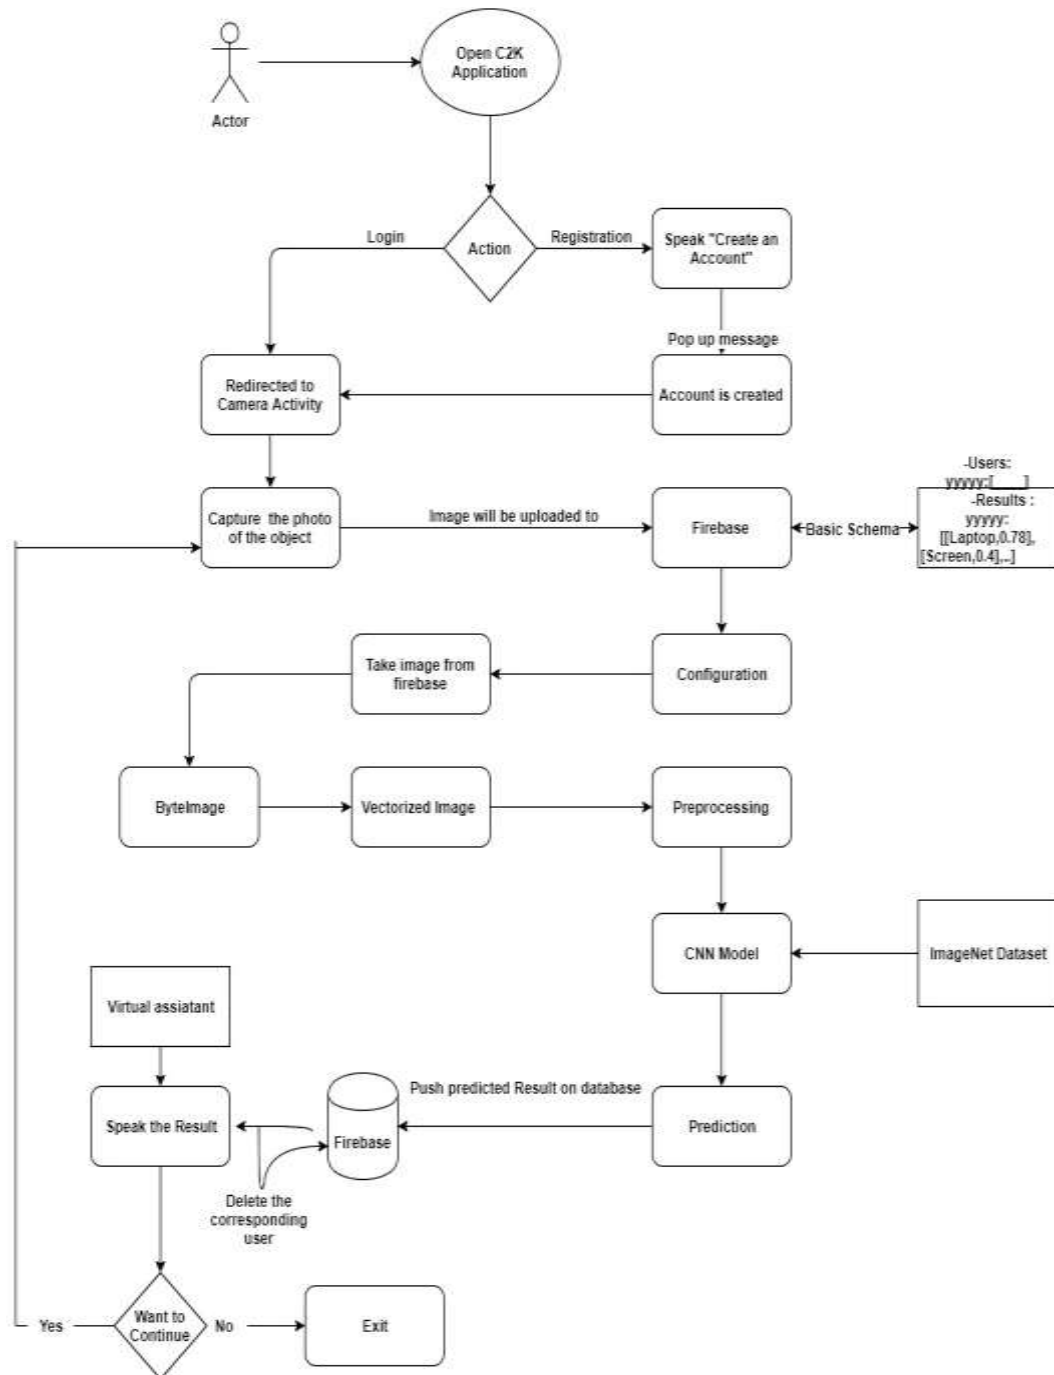 Open C2K
Application
Actor
Login
Action
Registration
Speak "Create an
Account"
Pop up message
Redirected to
Camera Activity
Account is created
-Users:
yyyyy:[____]
-Results :
yyyyy:
[[Laptop,0.78],
[Screen,0.4],..]
Capture the photo
of the object
Image will be uploaded to
Firebase
Basic Schema
Take image from
firebase
Configuration
ByteImage
Vectorized Image
Preprocessing
CNN Model
ImageNet Dataset
Virtual assiatant
Push predicted Result on database
Speak the Result
Firebase
Prediction
Delete the
corresponding
user
Yes
Want to
Continue
No
Exit